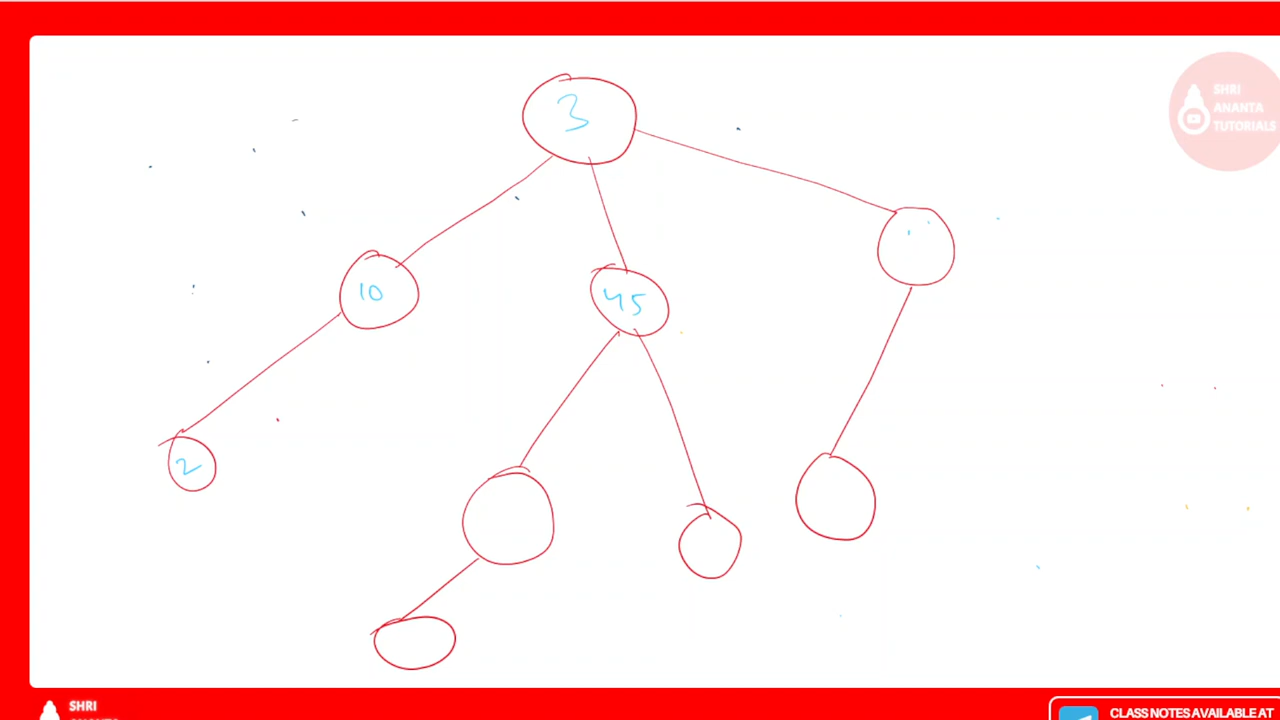 3
SHRI
ANANTA
TUTORIALS
10
45
2
SHRI
CLASS NOTES AVAILABLE AT